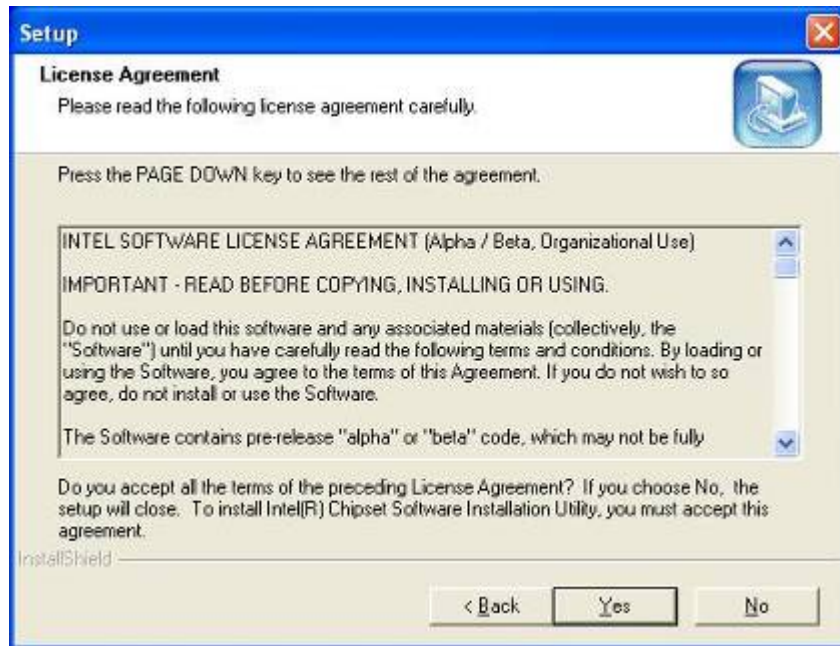 Setup
License Agreement
Please read the following license agreement carefully.
Press the PAGE DOWN key to see the rest of the agreement.
INTEL SOFTWARE LICENSE AGREEMENT (Alpha / Beta, Organizational Use)
IMPORTANT - READ BEFORE COPYING, INSTALLING OR USING.
Do not use or load this software and any associated materials (collectively, the
"Software") until you have carefully read the following terms and conditions. By loading or
using the Software, you agree to the terms of this Agreement. If you do not wish to so
agree, do not install or use the Software.
The Software contains pre-release "alpha" or "beta" code, which may not be fully
Do you accept all the terms of the preceding License Agreement? If you choose No, the
setup will close. To install Intel(R) Chipset Software Installation Utility, you must accept this
agreement.
InstallShield
< Back
Yes
No